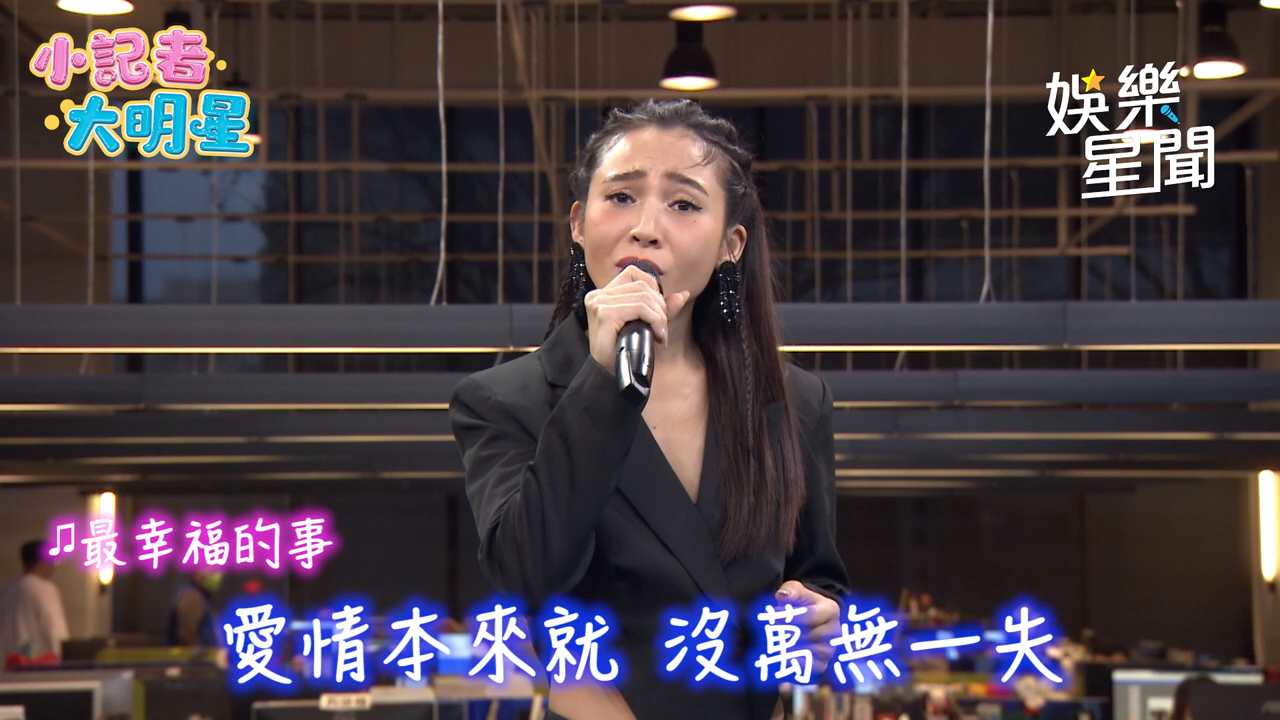 小記者
大明星
娛樂
星聞
♫最幸福的事
愛情本來就 沒萬無一失